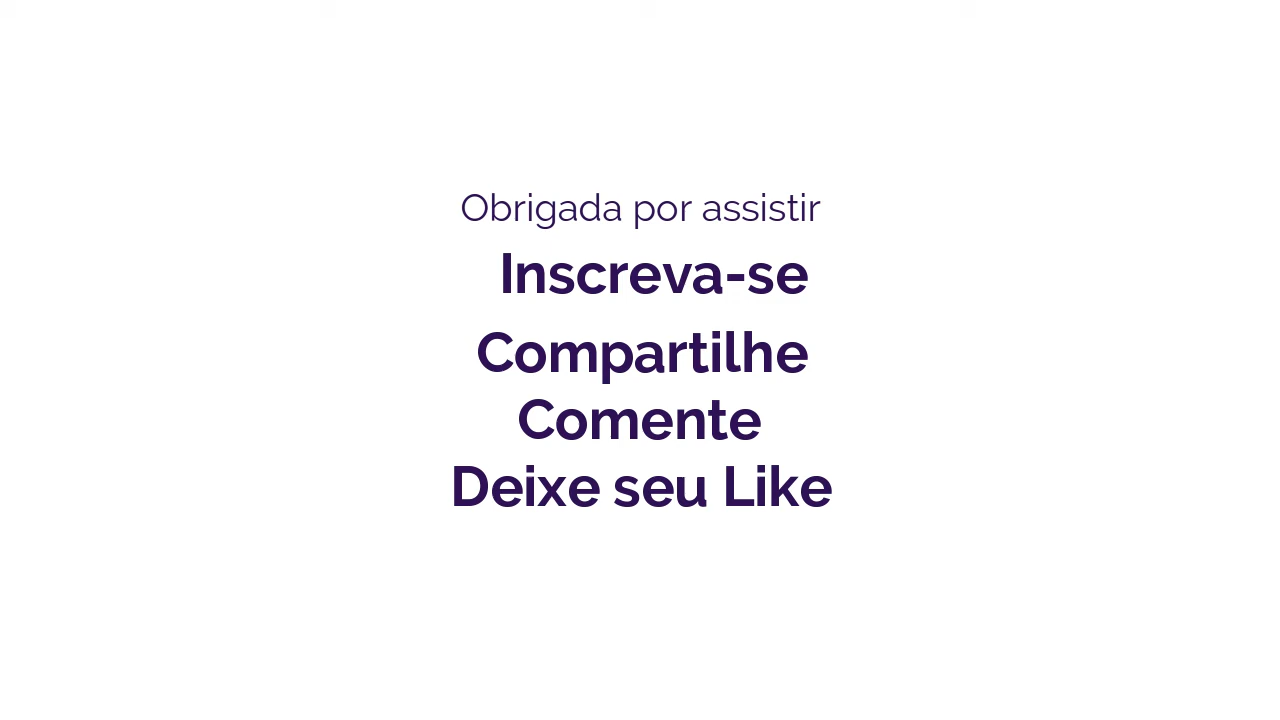 Obrigada por assistir
Inscreva-se
Compartilhe
Comente
Deixe seu Like